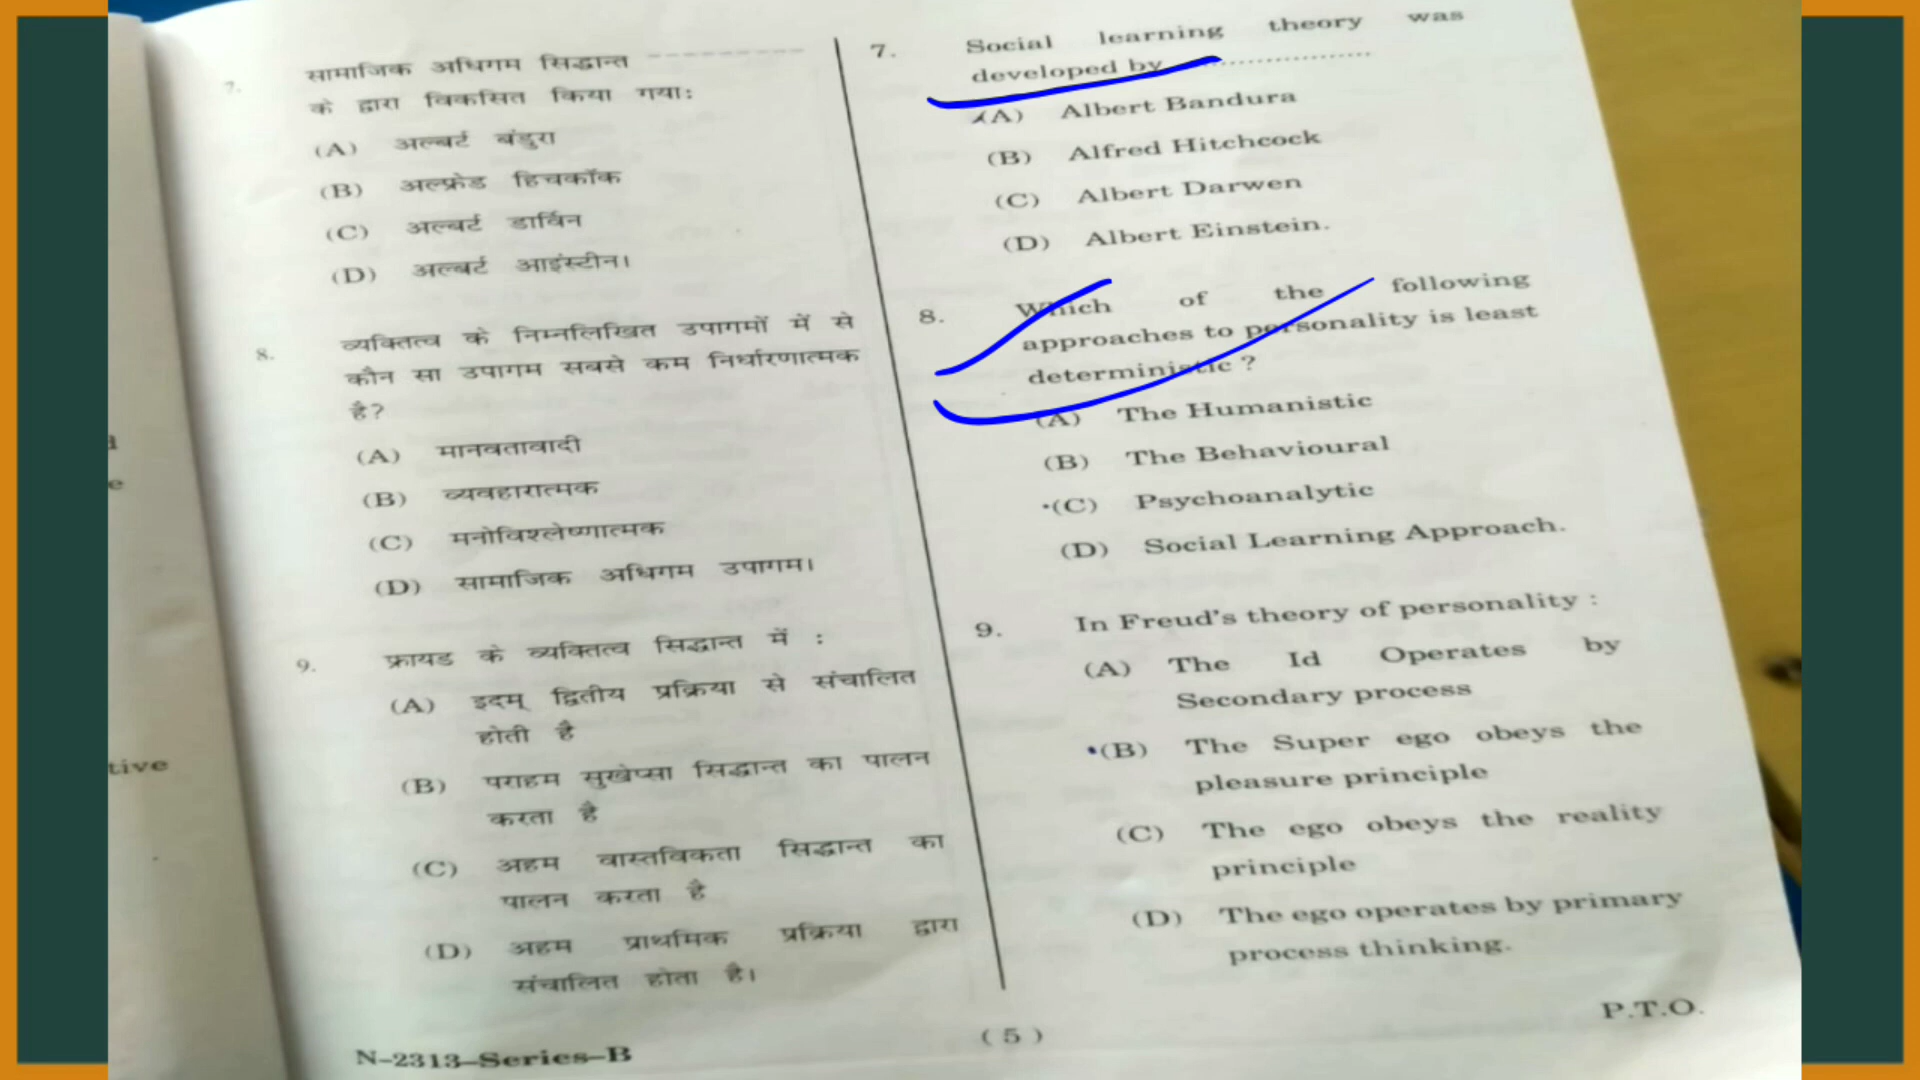 7. सामाजिक अधिगम सिद्धान्त ----------
के द्वारा विकसित किया गया:
(A) अल्बर्ट बंडुरा
(B) अल्फ्रेड हिचकॉक
(C) अल्बर्ट डार्विन
(D) अल्बर्ट आइंस्टीन।
8. व्यक्तित्व के निम्नलिखित उपागमों में से
कौन सा उपागम सबसे कम निर्धारणात्मक
है?
(A) मानवतावादी
(B) व्यवहारात्मक
(C) मनोविश्लेष्णात्मक
(D) सामाजिक अधिगम उपागम।
9. फ्रायड के व्यक्तित्व सिद्धान्त में :
(A) इदम् द्वितीय प्रक्रिया से संचालित
होती है
(B) पराहम सुखेप्सा सिद्धान्त का पालन
करता है
(C) अहम वास्तविकता सिद्धान्त का
पालन करता है
(D) अहम प्राथमिक प्रक्रिया द्वारा
संचालित होता है।
7. Social learning theory was
developed by ....................
(A) Albert Bandura
(B) Alfred Hitchcock
(C) Albert Darwen
(D) Albert Einstein.
8. Which of the following
approaches to personality is least
deterministic ?
(A) The Humanistic
(B) The Behavioural
(C) Psychoanalytic
(D) Social Learning Approach.
9. In Freud's theory of personality :
(A) The Id Operates by
Secondary process
(B) The Super ego obeys the
pleasure principle
(C) The ego obeys the reality
principle
(D) The ego operates by primary
process thinking.
P.T.O.
( 5 )
N-2313-Series-B